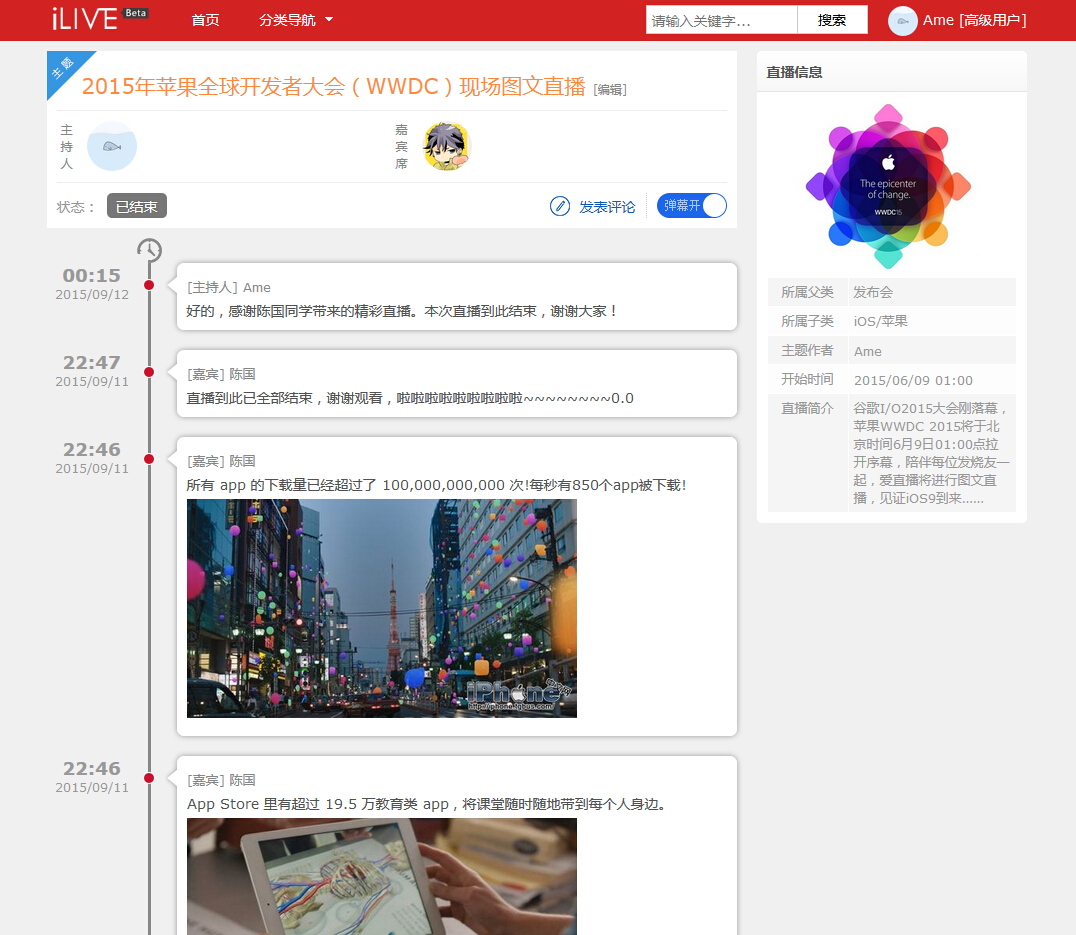 iLIVE Beta 首页 分类导航 请输入关键字... 搜索 Ame [高级用户]
主题
2015年苹果全球开发者大会（WWDC）现场图文直播 [编辑]
主持人
嘉宾席
状态： 已结束 发表评论 弹幕开
00:15
2015/09/12
[主持人] Ame
好的，感谢陈国同学带来的精彩直播。本次直播到此结束，谢谢大家！
22:47
2015/09/11
[嘉宾] 陈国
直播到此已全部结束，谢谢观看，啦啦啦啦啦啦啦啦啦~~~~~~~~0.0
22:46
2015/09/11
[嘉宾] 陈国
所有 app 的下载量已经超过了 100,000,000,000 次!每秒有850个app被下载!
iPhone
http://iphone.tgbus.com/
22:46
2015/09/11
[嘉宾] 陈国
App Store 里有超过 19.5 万教育类 app，将课堂随时随地带到每个人身边。
直播信息
The epicenter
of change.
WWDC15
所属父类 发布会
所属子类 iOS/苹果
主题作者 Ame
开始时间 2015/06/09 01:00
直播简介 谷歌I/O2015大会刚落幕，
苹果WWDC 2015将于北
京时间6月9日01:00点拉
开序幕，陪伴每位发烧友一
起，爱直播将进行图文直
播，见证iOS9到来......